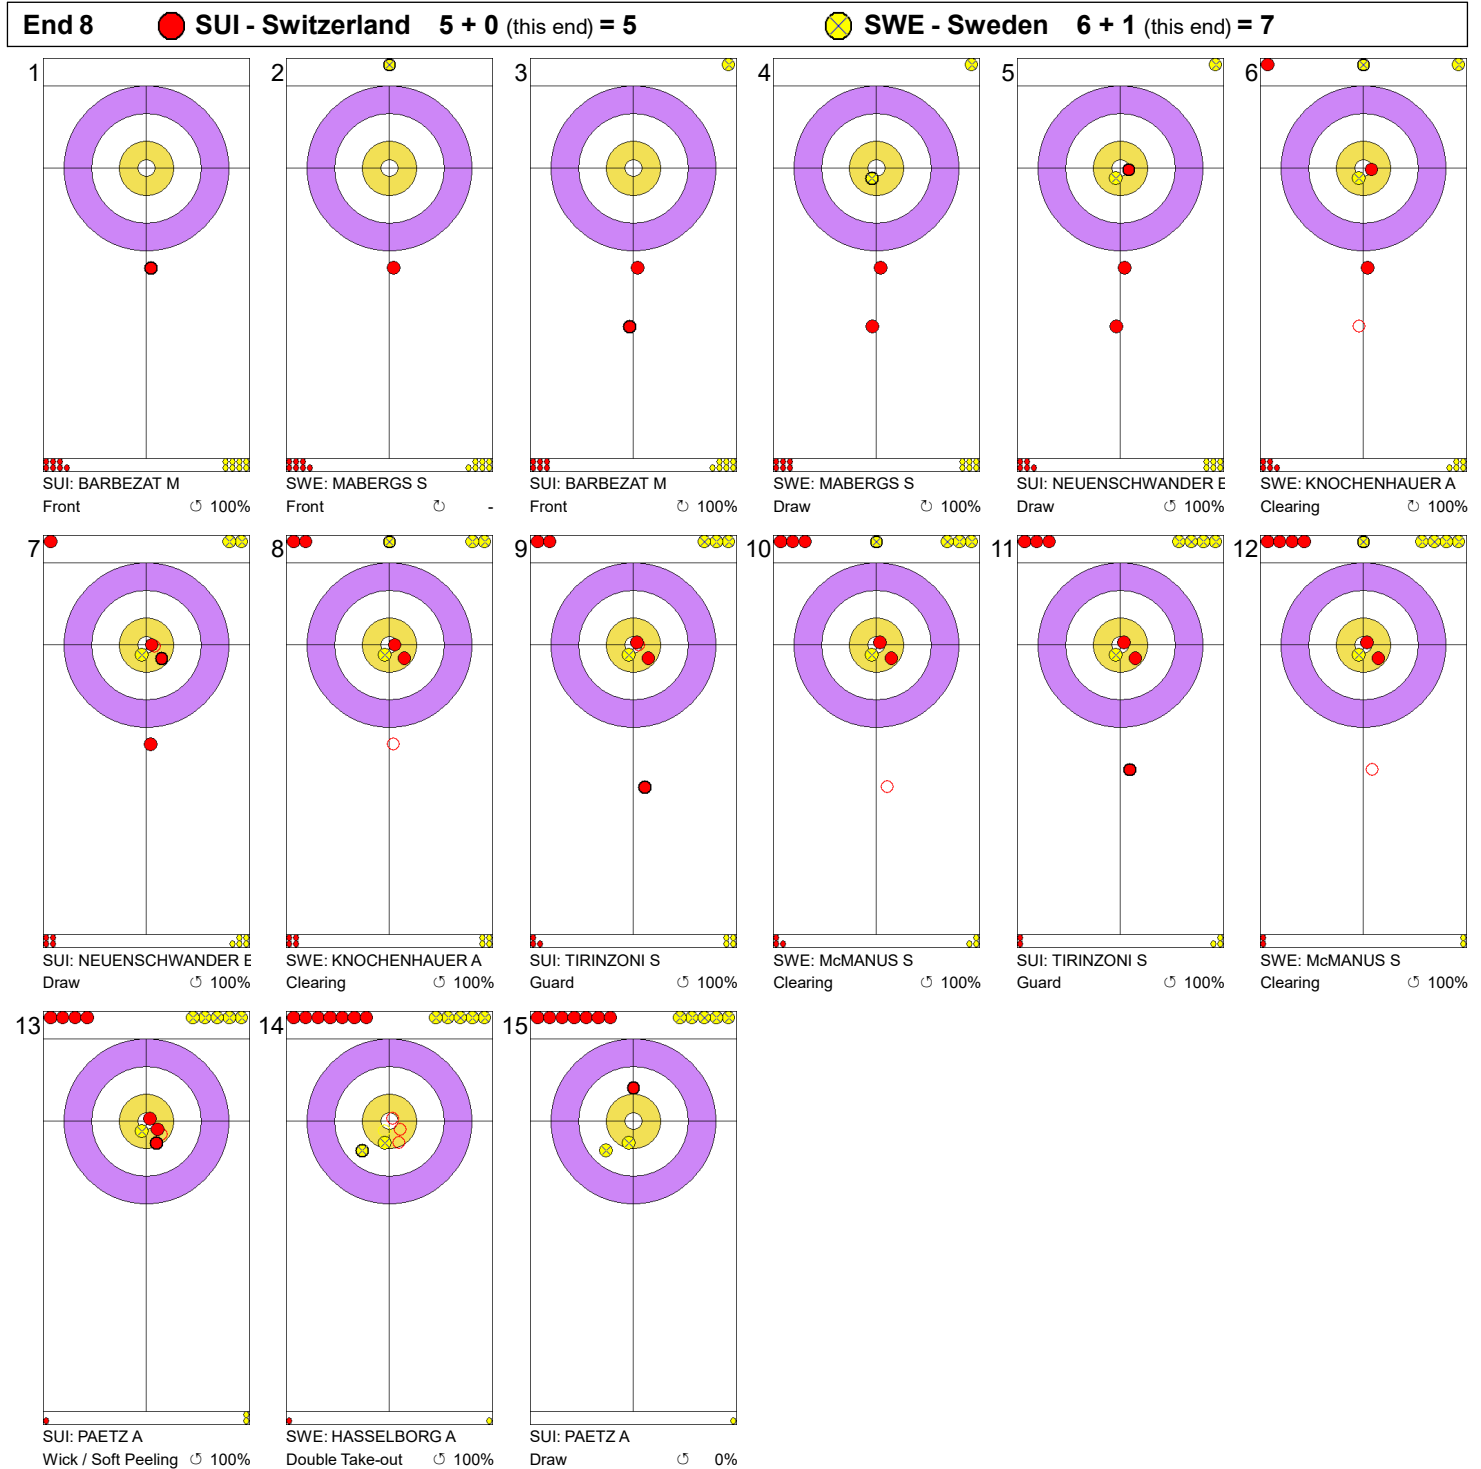 End 8 SUI - Switzerland 5 + 0 (this end) = 5 SWE - Sweden 6 + 1 (this end) = 7
1 2 3 4 5 6
SUI: BARBEZAT M SWE: MABERGS S SUI: BARBEZAT M SWE: MABERGS S SUI: NEUENSCHWANDER E SWE: KNOCHENHAUER A
Front ↺ 100% Front ↻ - Front ↻ 100% Draw ↻ 100% Draw ↺ 100% Clearing ↻ 100%
7 8 9 10 11 12
SUI: NEUENSCHWANDER E SWE: KNOCHENHAUER A SUI: TIRINZONI S SWE: McMANUS S SUI: TIRINZONI S SWE: McMANUS S
Draw ↺ 100% Clearing ↺ 100% Guard ↺ 100% Clearing ↺ 100% Guard ↺ 100% Clearing ↺ 100%
13 14 15
SUI: PAETZ A SWE: HASSELBORG A SUI: PAETZ A
Wick / Soft Peeling ↺ 100% Double Take-out ↺ 100% Draw ↺ 0%